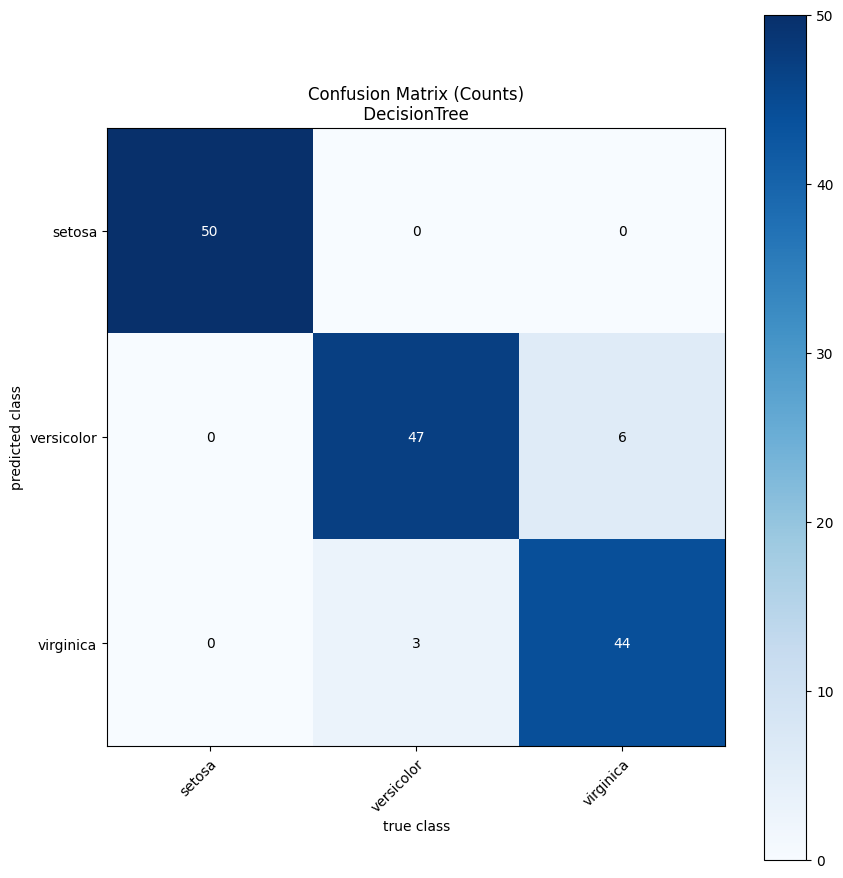 Confusion Matrix (Counts)
DecisionTree
50
40
30
20
10
0
predicted class
setosa
50 0 0
versicolor
0 47 6
virginica
0 3 44
setosa
versicolor
virginica
true class